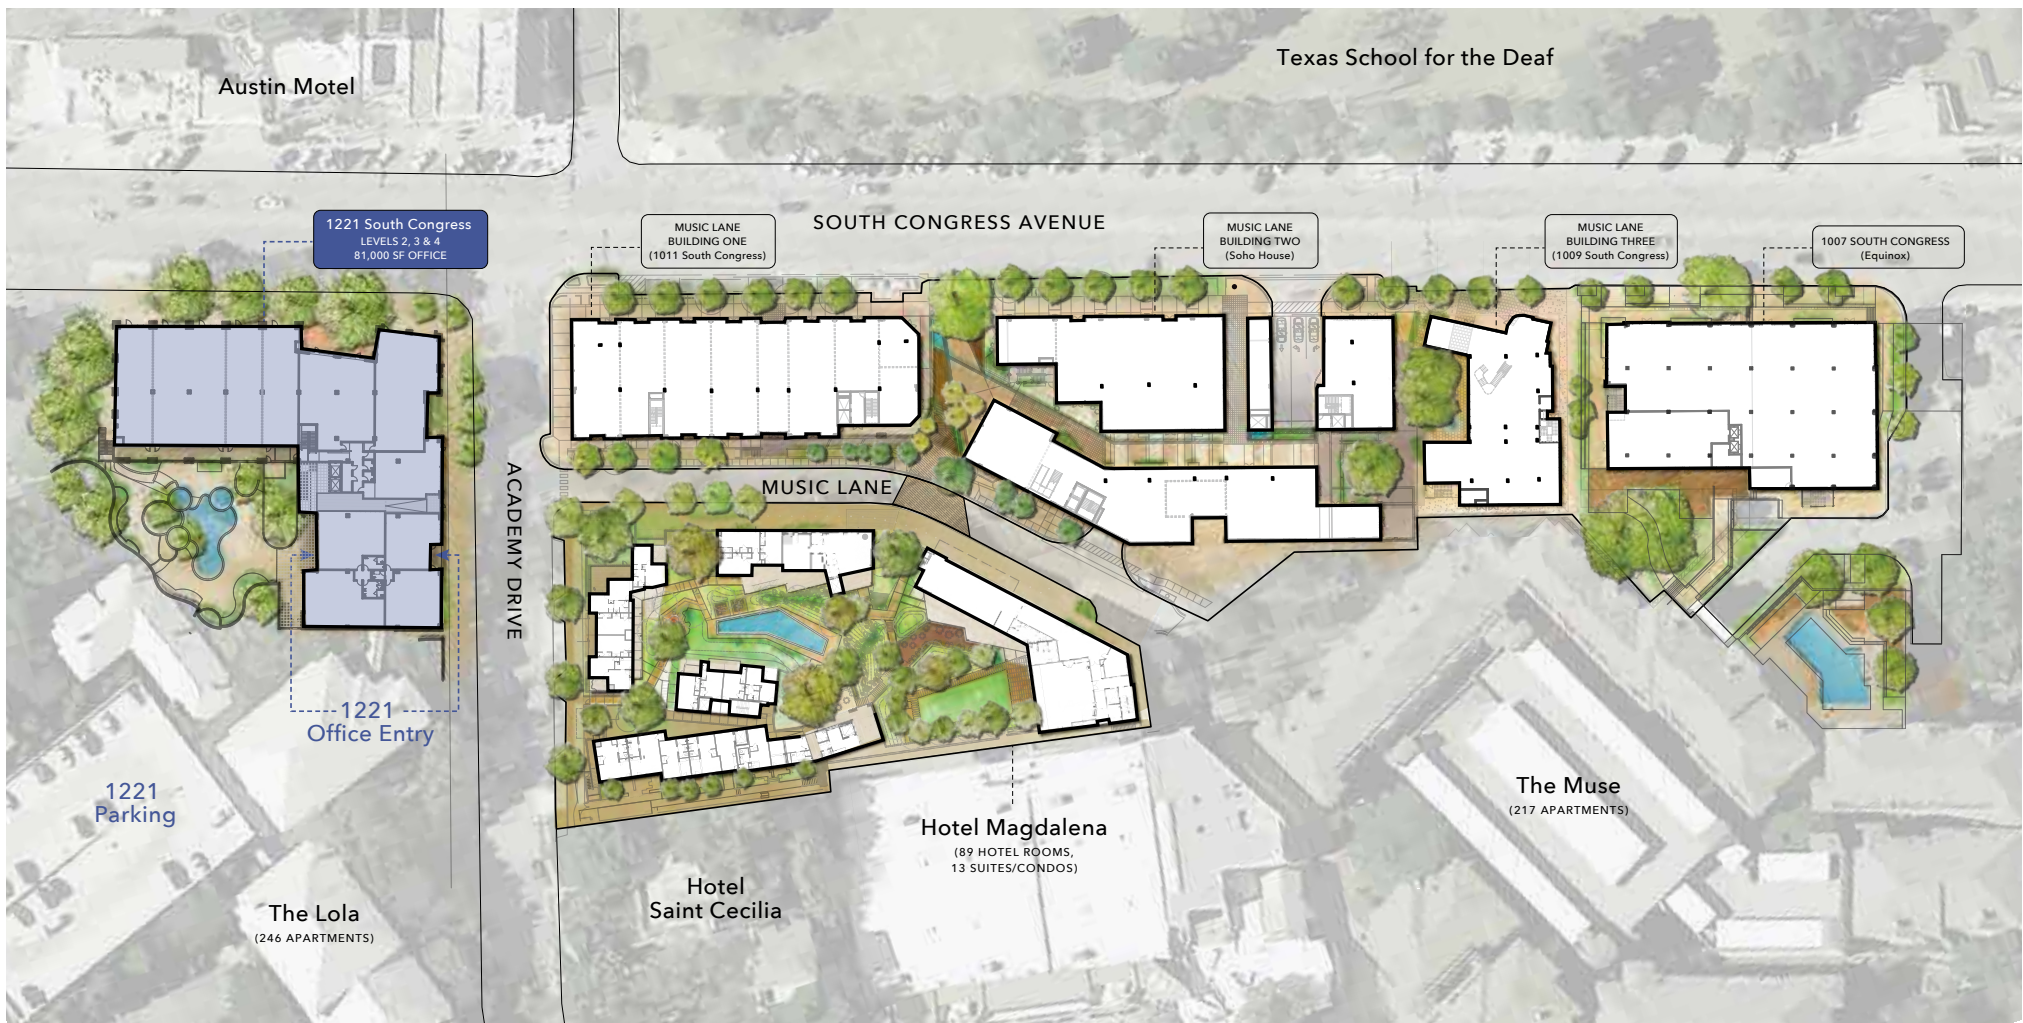 Texas School for the Deaf
Austin Motel
SOUTH CONGRESS AVENUE
1221 South Congress
LEVELS 2, 3 & 4
81,000 SF OFFICE
MUSIC LANE
BUILDING ONE
(1011 South Congress)
MUSIC LANE
BUILDING TWO
(Soho House)
MUSIC LANE
BUILDING THREE
(1009 South Congress)
1007 SOUTH CONGRESS
(Equinox)
MUSIC LANE
ACADEMY DRIVE
1221
Office Entry
1221
Parking
The Lola
(246 APARTMENTS)
Hotel
Saint Cecilia
Hotel Magdalena
(89 HOTEL ROOMS,
13 SUITES/CONDOS)
The Muse
(217 APARTMENTS)